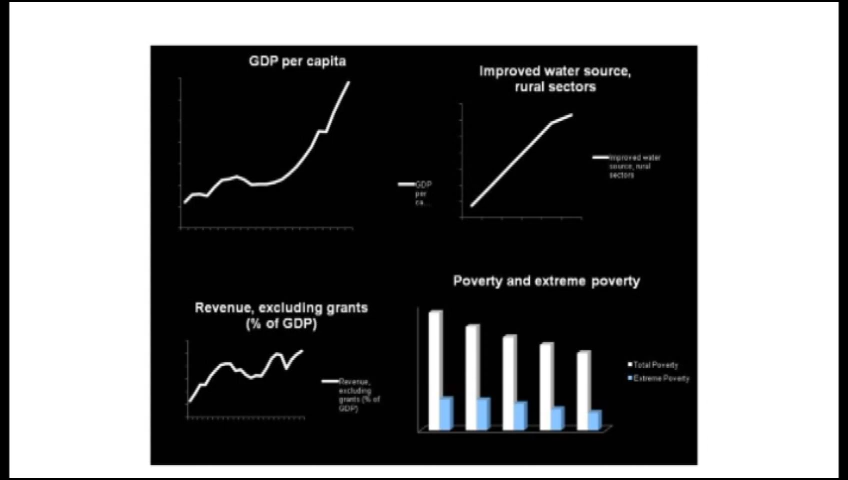 GDP per capita
GDP
per
ca...
Improved water source,
rural sectors
Improved water
source, rural
sectors
Revenue, excluding grants
(% of GDP)
Revenue,
excluding
grants (% of
GDP)
Poverty and extreme poverty
Total Poverty
Extreme Poverty